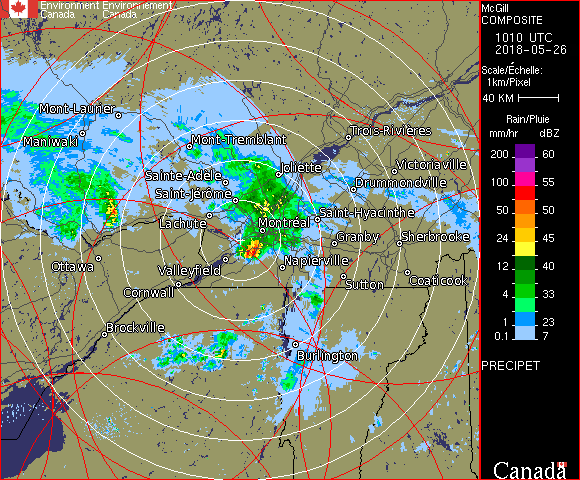 Environment Environnement
Canada Canada
McGill
COMPOSITE
1010 UTC
2018-05-26
Scale/Échelle:
1km/Pixel
40 KM
Rain/Pluie
mm/hr dBZ
200 60
100 55
50 50
24 45
12 40
4 33
1 23
0.1 7
PRECIPET
Canada
Mont-Laurier
Maniwaki
Mont-Tremblant
Trois-Rivières
Joliette
Victoriaville
Sainte-Adèle
Drummondville
Saint-Jérôme
Saint-Hyacinthe
Lachute
Montréal
Granby
Sherbrooke
Ottawa
Valleyfield
Napierville
Cornwall
Sutton
Coaticook
Brockville
Burlington